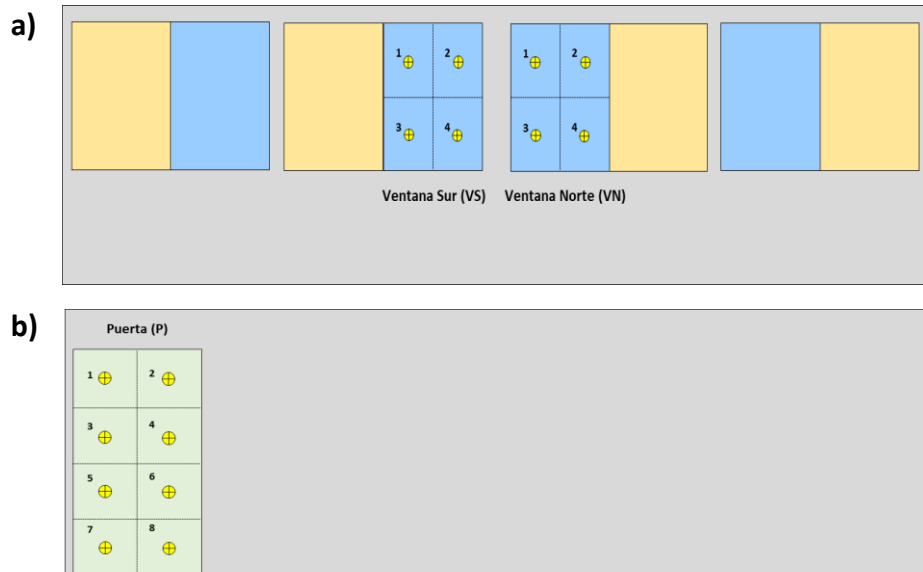 a)
1 2 1 2
3 4 3 4
Ventana Sur (VS) Ventana Norte (VN)
b)
Puerta (P)
1 2
3 4
5 6
7 8